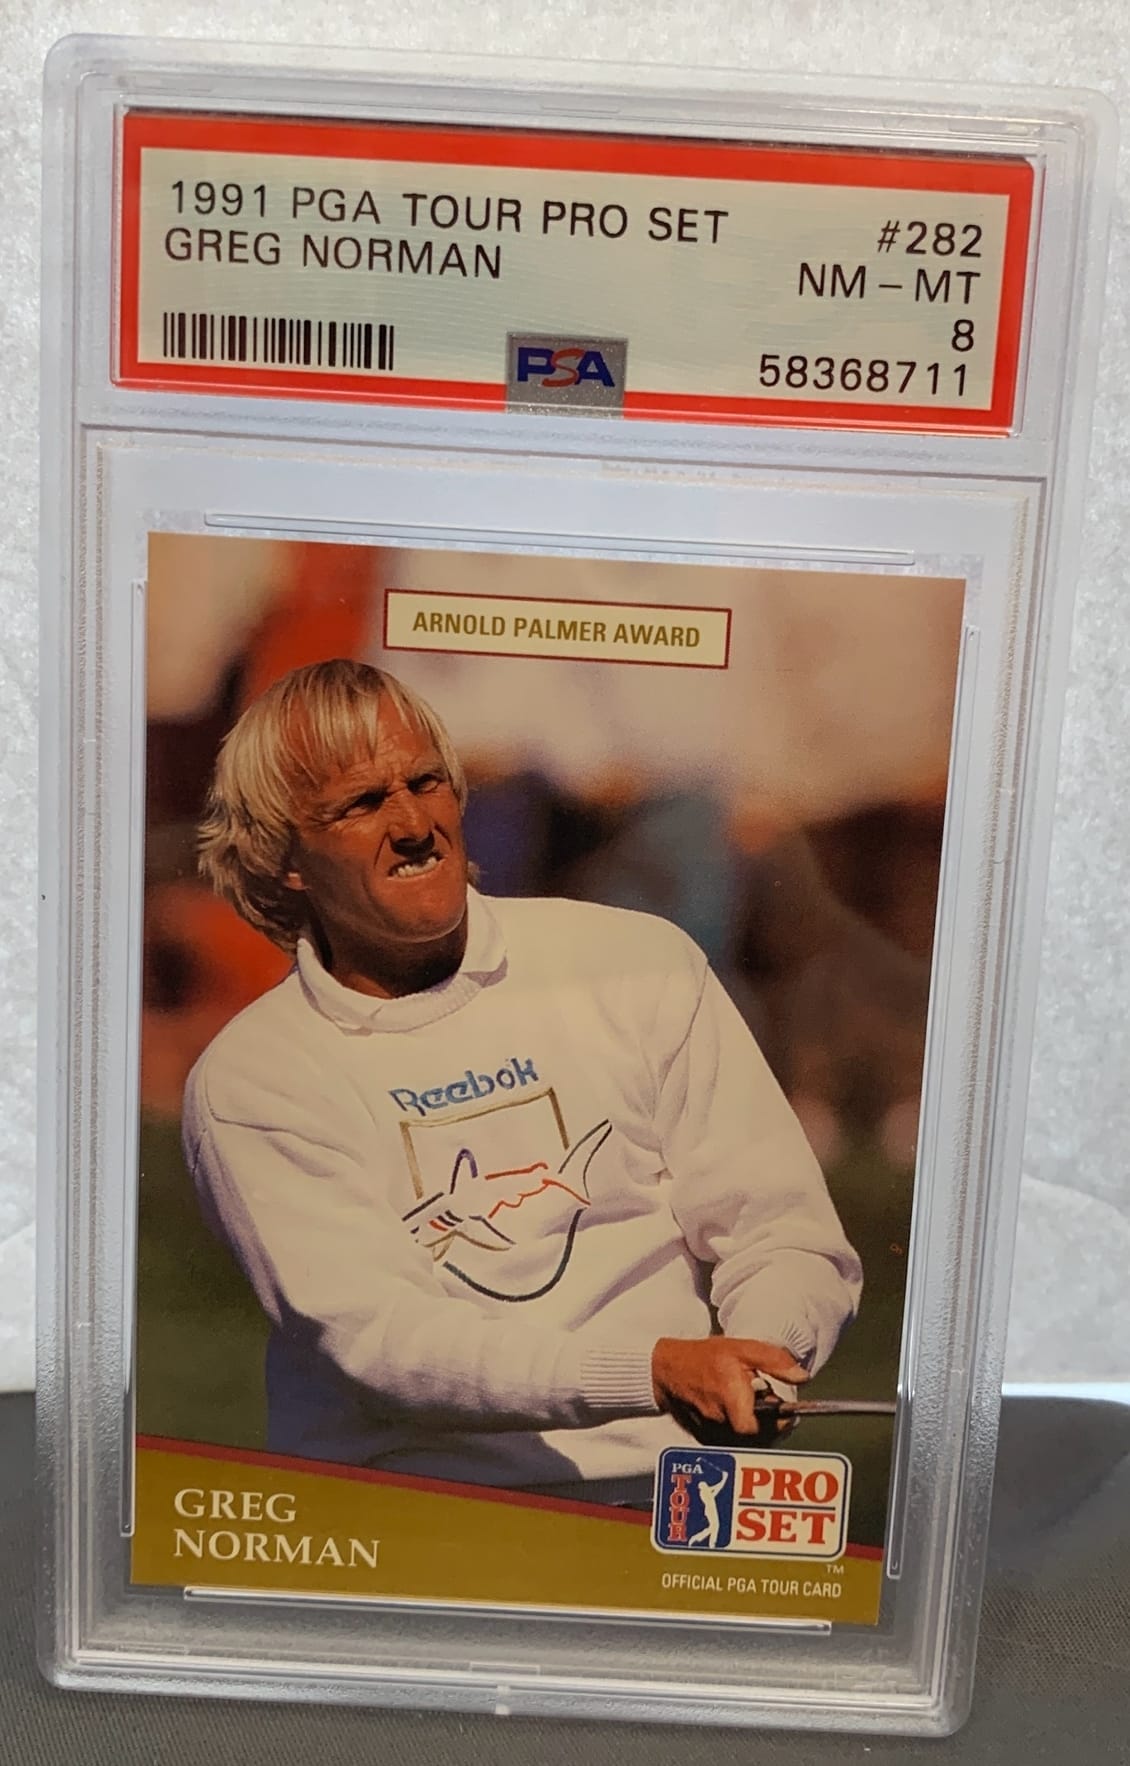 1991 PGA TOUR PRO SET
#282
GREG NORMAN
NM - MT
8
PSA
58368711
ARNOLD PALMER AWARD
Reebok
GREG
NORMAN
PGA
TOUR
PRO
SET
TM
OFFICIAL PGA TOUR CARD